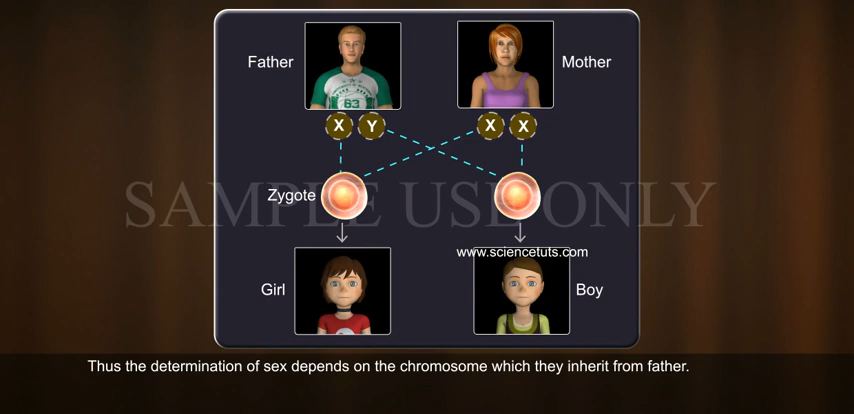 Father
Mother
X Y X X
Zygote
SAMPLE USE ONLY
www.sciencetuts.com
Girl
Boy
Thus the determination of sex depends on the chromosome which they inherit from father.